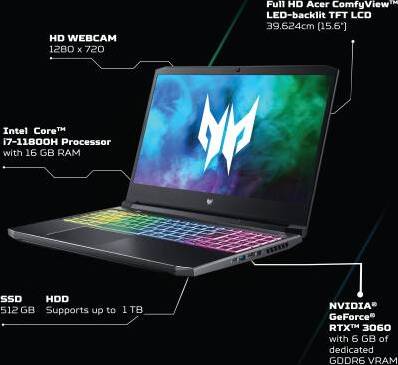 Full HD Acer ComfyView™
LED-backlit TFT LCD
39.624cm (15.6")
HD WEBCAM
1280 x 720
Intel Core™
i7-11800H Processor
with 16 GB RAM
SSD HDD
512 GB Supports up to 1 TB
NVIDIA®
GeForce®
RTX™ 3060
with 6 GB of
dedicated
GDDR6 VRAM